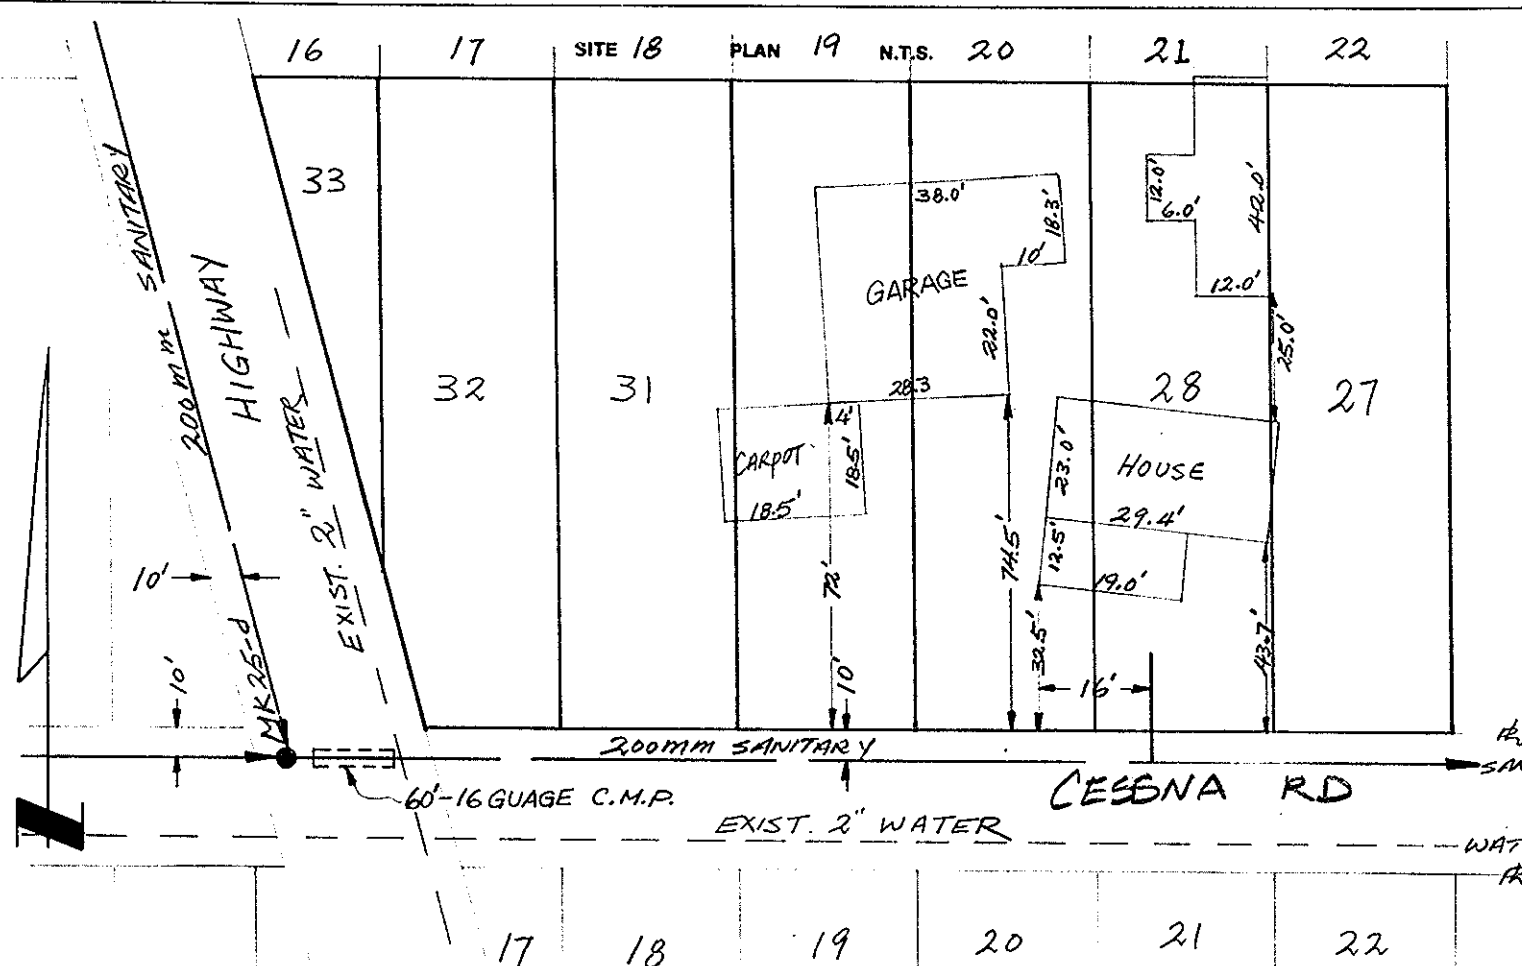 16 17 SITE 18 PLAN 19 N.T.S. 20 21 22
33
32
31
28
27
200mm SANITARY
HIGHWAY
EXIST. 2" WATER
MK25-d
10'
10'
38.0'
18.3'
10'
GARAGE
22.0'
28.3
4'
CARPOT
18.5'
18.5'
72'
10'
74.5'
12.0'
6.0'
42.0'
12.0'
25.0'
23.0'
HOUSE
29.4'
12.5'
19.0'
32.5'
16'
43.7'
200mm SANITARY
60'-16 GUAGE C.M.P.
CESSNA RD
EXIST. 2" WATER
WAT
17 18 19 20 21 22